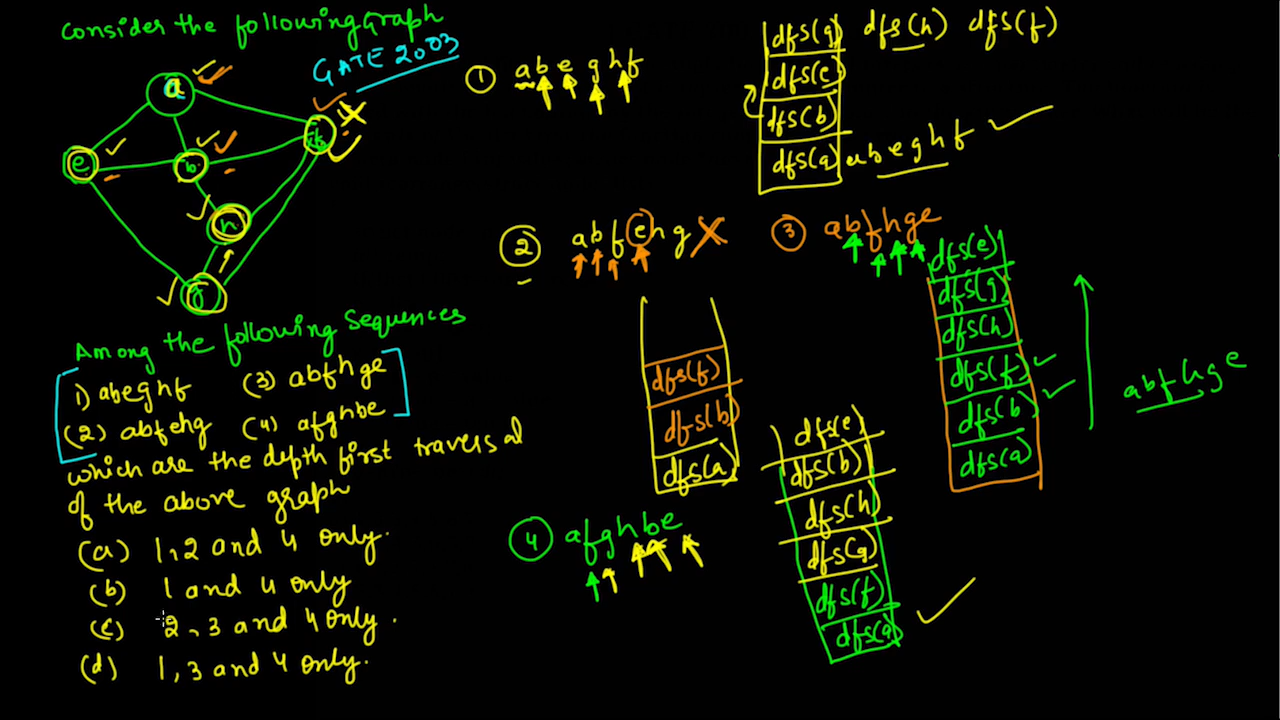 Consider the following Graph
GATE 2003
a
e
b
f
h
g
Among the following Sequences
1) abeghf (3) abfhge
(2) abfehg (4) afghbe
which are the depth first traversal
of the above graph
(a) 1, 2 and 4 only.
(b) 1 and 4 only
(c) 2, 3 and 4 only.
(d) 1, 3 and 4 only.
① abeghf
dfs(g) dfs(h) dfs(f)
dfs(e)
dfs(b)
dfs(a) abeghf
② abfehg
dfs(f)
dfs(b)
dfs(a)
③ abfhge
dfs(e)
dfs(g)
dfs(h)
dfs(f)
dfs(b)
dfs(a)
abfhge
④ afghbe
dfs(e)
dfs(b)
dfs(h)
dfs(g)
dfs(f)
dfs(a)